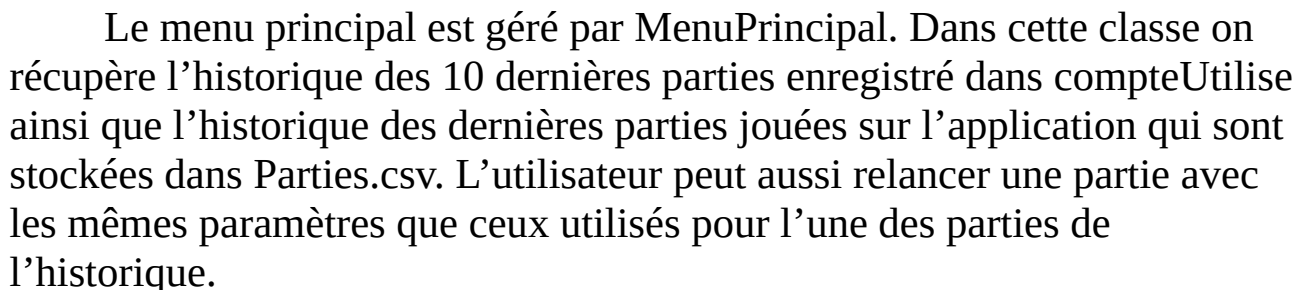 Le menu principal est géré par MenuPrincipal. Dans cette classe on
récupère l’historique des 10 dernières parties enregistré dans compteUtilise
ainsi que l’historique des dernières parties jouées sur l’application qui sont
stockées dans Parties.csv. L’utilisateur peut aussi relancer une partie avec
les mêmes paramètres que ceux utilisés pour l’une des parties de
l’historique.